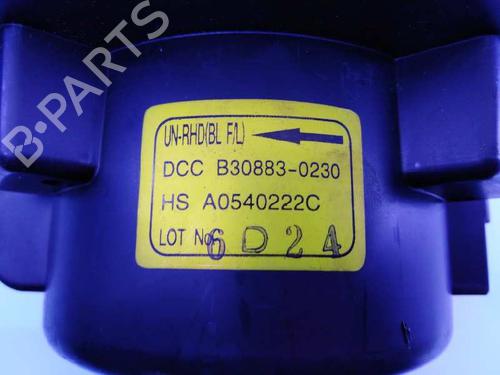 UN-RHD(BL F/L)
DCC B30883-0230
HS A0540222C
LOT No. 6 D 2 4
B-PARTS